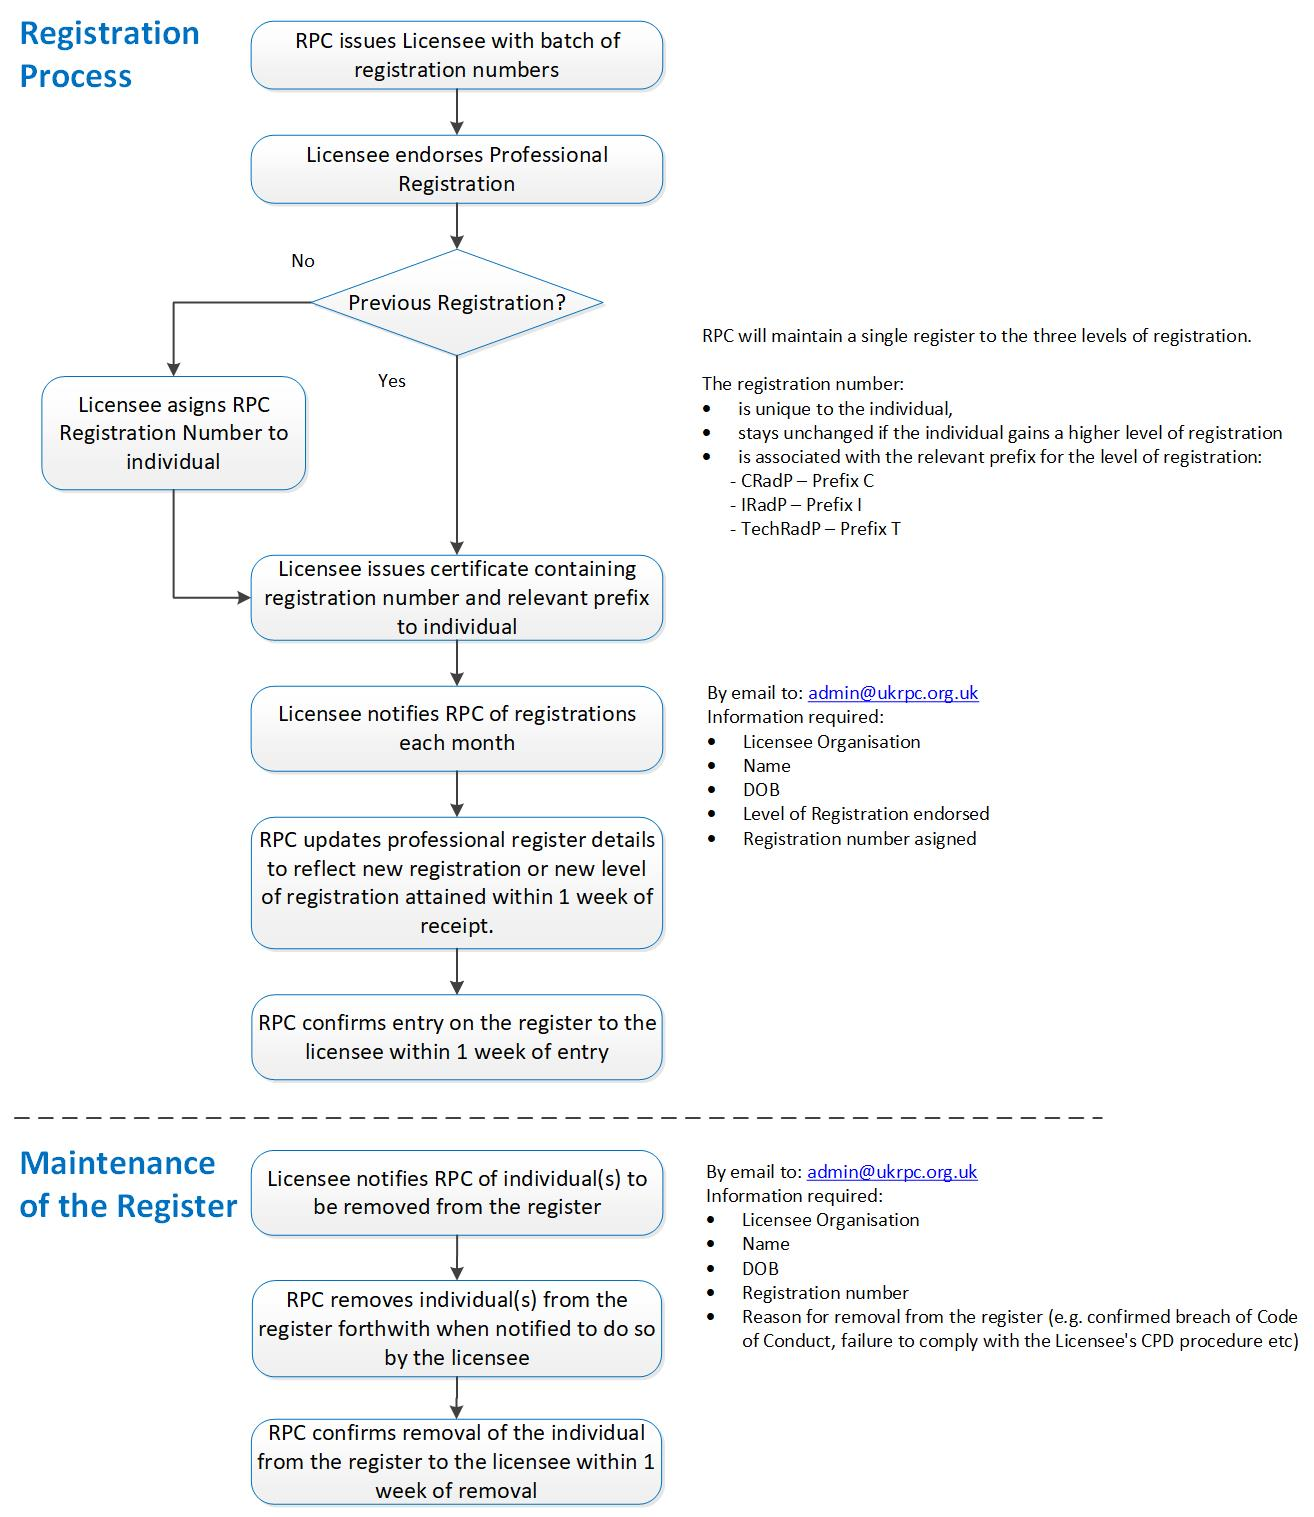 Registration
Process
RPC issues Licensee with batch of
registration numbers
Licensee endorses Professional
Registration
No
Previous Registration?
Yes
Licensee asigns RPC
Registration Number to
individual
RPC will maintain a single register to the three levels of registration.
The registration number:
• is unique to the individual,
• stays unchanged if the individual gains a higher level of registration
• is associated with the relevant prefix for the level of registration:
- CRadP – Prefix C
- IRadP – Prefix I
- TechRadP – Prefix T
Licensee issues certificate containing
registration number and relevant prefix
to individual
Licensee notifies RPC of registrations
each month
By email to: admin@ukrpc.org.uk
Information required:
• Licensee Organisation
• Name
• DOB
• Level of Registration endorsed
• Registration number asigned
RPC updates professional register details
to reflect new registration or new level
of registration attained within 1 week of
receipt.
RPC confirms entry on the register to the
licensee within 1 week of entry
Maintenance
of the Register
Licensee notifies RPC of individual(s) to
be removed from the register
By email to: admin@ukrpc.org.uk
Information required:
• Licensee Organisation
• Name
• DOB
• Registration number
• Reason for removal from the register (e.g. confirmed breach of Code
of Conduct, failure to comply with the Licensee's CPD procedure etc)
RPC removes individual(s) from the
register forthwith when notified to do so
by the licensee
RPC confirms removal of the individual
from the register to the licensee within 1
week of removal